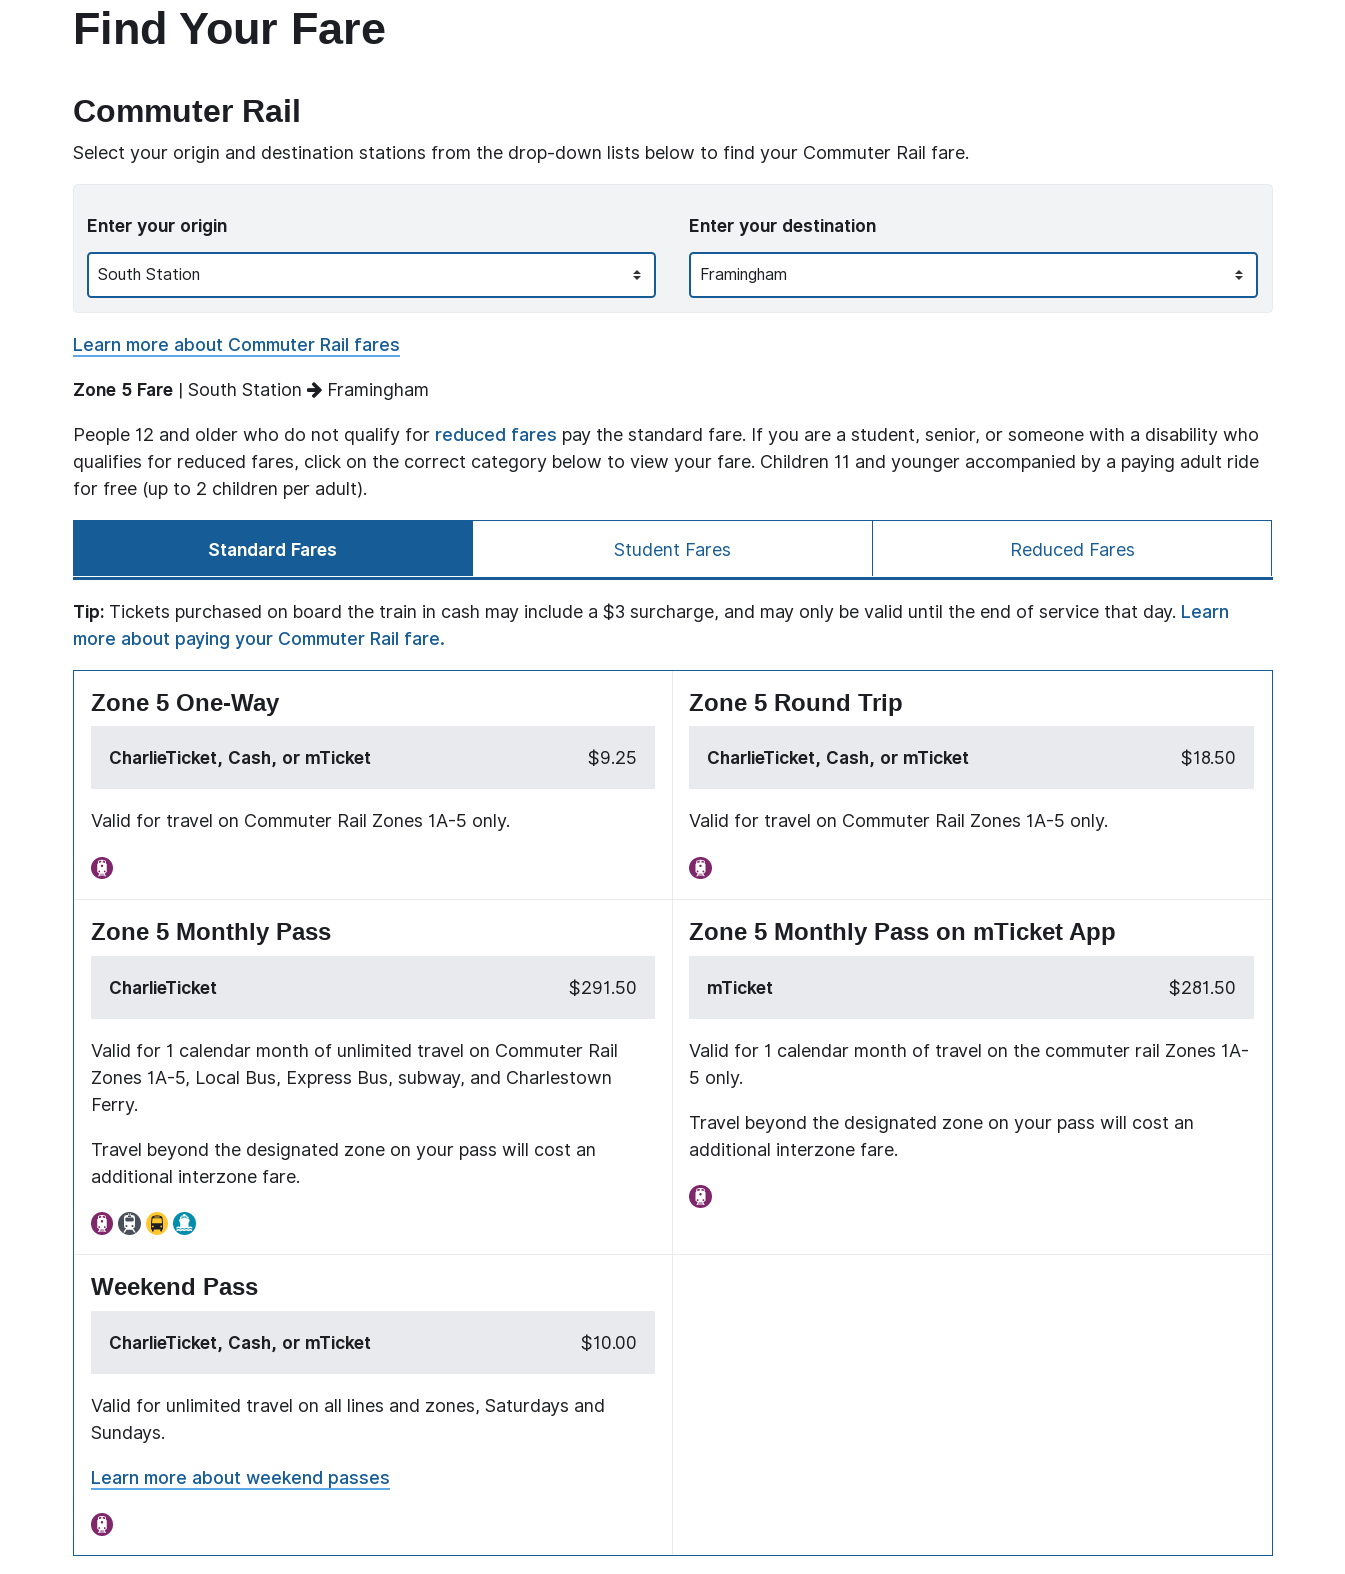 Find Your Fare
Commuter Rail
Select your origin and destination stations from the drop-down lists below to find your Commuter Rail fare.
Enter your origin
South Station
Enter your destination
Framingham
Learn more about Commuter Rail fares
Zone 5 Fare | South Station → Framingham
People 12 and older who do not qualify for reduced fares pay the standard fare. If you are a student, senior, or someone with a disability who
qualifies for reduced fares, click on the correct category below to view your fare. Children 11 and younger accompanied by a paying adult ride
for free (up to 2 children per adult).
Standard Fares
Student Fares
Reduced Fares
Tip: Tickets purchased on board the train in cash may include a $3 surcharge, and may only be valid until the end of service that day. Learn
more about paying your Commuter Rail fare.
Zone 5 One-Way
CharlieTicket, Cash, or mTicket $9.25
Valid for travel on Commuter Rail Zones 1A-5 only.
Zone 5 Round Trip
CharlieTicket, Cash, or mTicket $18.50
Valid for travel on Commuter Rail Zones 1A-5 only.
Zone 5 Monthly Pass
CharlieTicket $291.50
Valid for 1 calendar month of unlimited travel on Commuter Rail
Zones 1A-5, Local Bus, Express Bus, subway, and Charlestown
Ferry.
Travel beyond the designated zone on your pass will cost an
additional interzone fare.
Zone 5 Monthly Pass on mTicket App
mTicket $281.50
Valid for 1 calendar month of travel on the commuter rail Zones 1A-
5 only.
Travel beyond the designated zone on your pass will cost an
additional interzone fare.
Weekend Pass
CharlieTicket, Cash, or mTicket $10.00
Valid for unlimited travel on all lines and zones, Saturdays and
Sundays.
Learn more about weekend passes